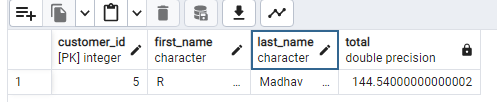 customer_id first_name last_name total
[PK] integer character character double precision
1 5 R ... Madhav ... 144.54000000000002